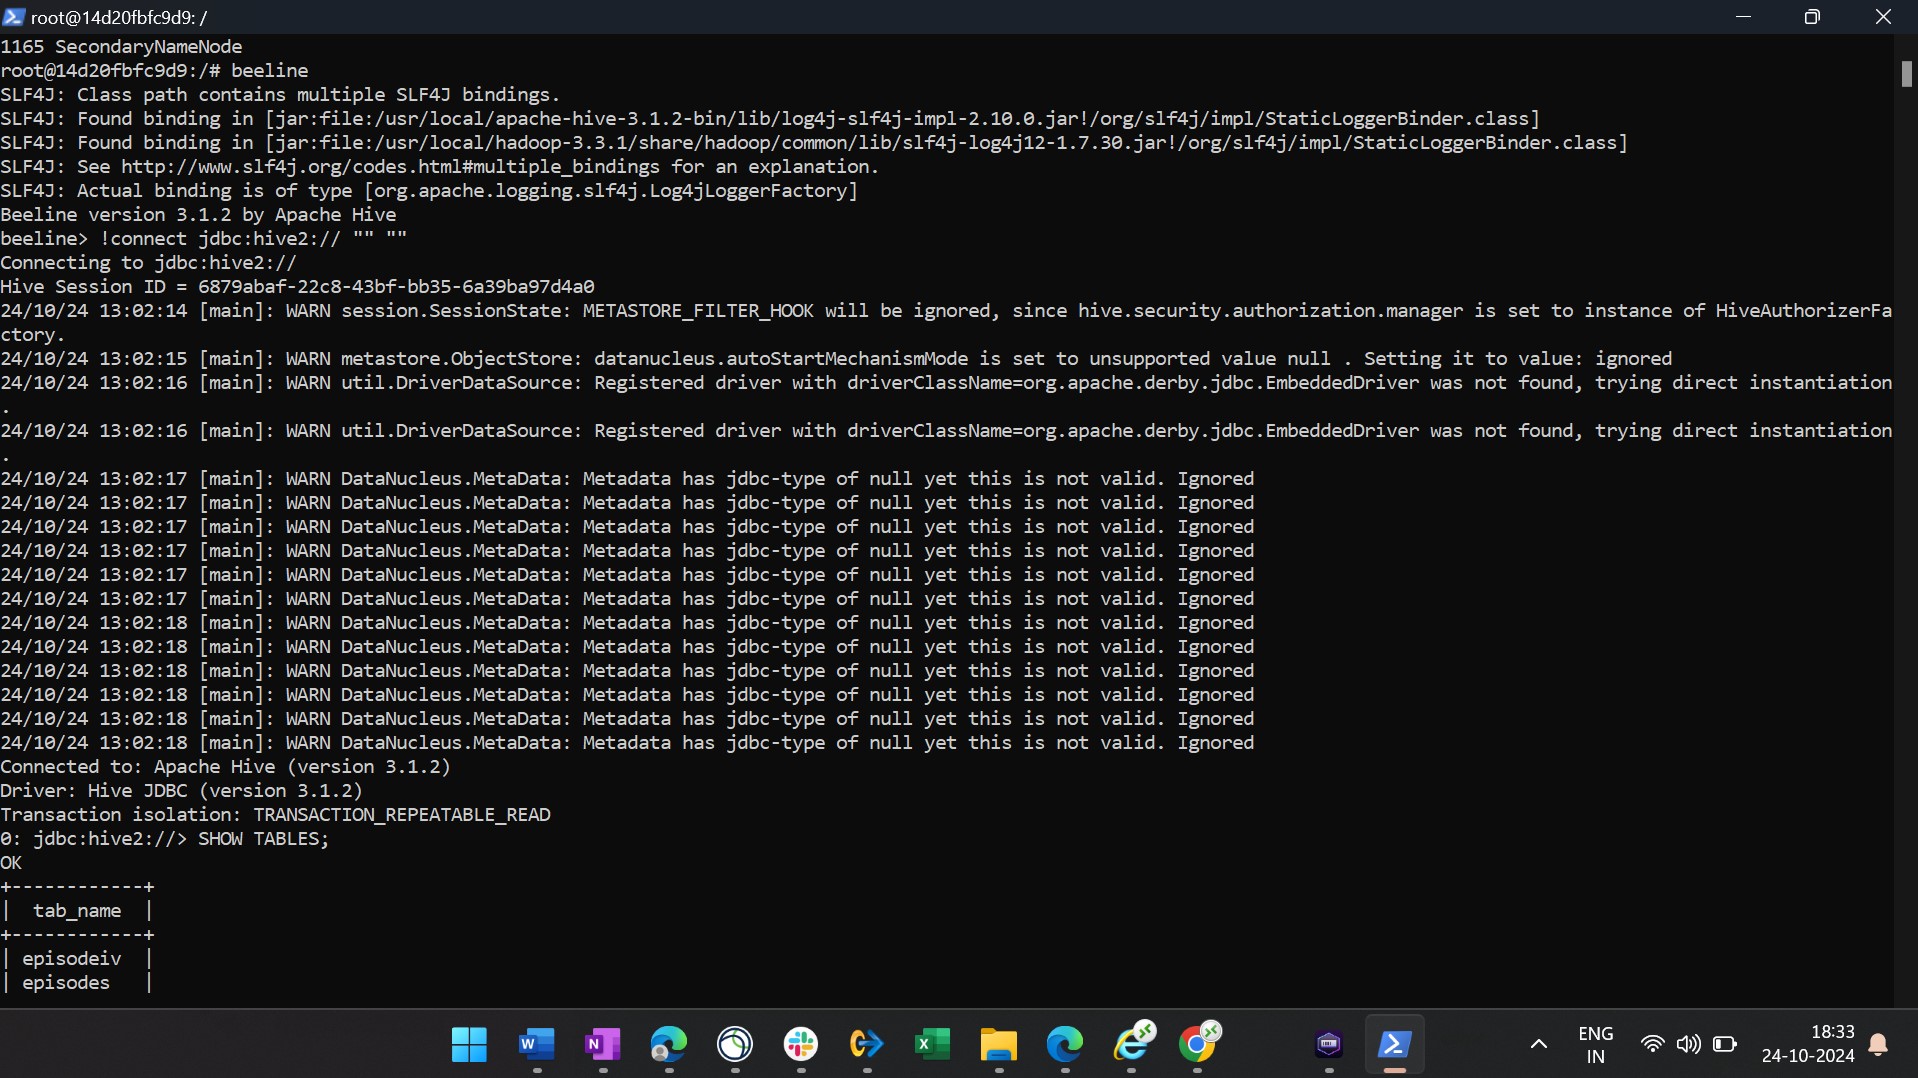 root@14d20fbfc9d9: /
1165 SecondaryNameNode
root@14d20fbfc9d9:/# beeline
SLF4J: Class path contains multiple SLF4J bindings.
SLF4J: Found binding in [jar:file:/usr/local/apache-hive-3.1.2-bin/lib/log4j-slf4j-impl-2.10.0.jar!/org/slf4j/impl/StaticLoggerBinder.class]
SLF4J: Found binding in [jar:file:/usr/local/hadoop-3.3.1/share/hadoop/common/lib/slf4j-log4j12-1.7.30.jar!/org/slf4j/impl/StaticLoggerBinder.class]
SLF4J: See http://www.slf4j.org/codes.html#multiple_bindings for an explanation.
SLF4J: Actual binding is of type [org.apache.logging.slf4j.Log4jLoggerFactory]
Beeline version 3.1.2 by Apache Hive
beeline> !connect jdbc:hive2:// "" ""
Connecting to jdbc:hive2://
Hive Session ID = 6879abaf-22c8-43bf-bb35-6a39ba97d4a0
24/10/24 13:02:14 [main]: WARN session.SessionState: METASTORE_FILTER_HOOK will be ignored, since hive.security.authorization.manager is set to instance of HiveAuthorizerFa
ctory.
24/10/24 13:02:15 [main]: WARN metastore.ObjectStore: datanucleus.autoStartMechanismMode is set to unsupported value null . Setting it to value: ignored
24/10/24 13:02:16 [main]: WARN util.DriverDataSource: Registered driver with driverClassName=org.apache.derby.jdbc.EmbeddedDriver was not found, trying direct instantiation
.
24/10/24 13:02:16 [main]: WARN util.DriverDataSource: Registered driver with driverClassName=org.apache.derby.jdbc.EmbeddedDriver was not found, trying direct instantiation
.
24/10/24 13:02:17 [main]: WARN DataNucleus.MetaData: Metadata has jdbc-type of null yet this is not valid. Ignored
24/10/24 13:02:17 [main]: WARN DataNucleus.MetaData: Metadata has jdbc-type of null yet this is not valid. Ignored
24/10/24 13:02:17 [main]: WARN DataNucleus.MetaData: Metadata has jdbc-type of null yet this is not valid. Ignored
24/10/24 13:02:17 [main]: WARN DataNucleus.MetaData: Metadata has jdbc-type of null yet this is not valid. Ignored
24/10/24 13:02:17 [main]: WARN DataNucleus.MetaData: Metadata has jdbc-type of null yet this is not valid. Ignored
24/10/24 13:02:17 [main]: WARN DataNucleus.MetaData: Metadata has jdbc-type of null yet this is not valid. Ignored
24/10/24 13:02:18 [main]: WARN DataNucleus.MetaData: Metadata has jdbc-type of null yet this is not valid. Ignored
24/10/24 13:02:18 [main]: WARN DataNucleus.MetaData: Metadata has jdbc-type of null yet this is not valid. Ignored
24/10/24 13:02:18 [main]: WARN DataNucleus.MetaData: Metadata has jdbc-type of null yet this is not valid. Ignored
24/10/24 13:02:18 [main]: WARN DataNucleus.MetaData: Metadata has jdbc-type of null yet this is not valid. Ignored
24/10/24 13:02:18 [main]: WARN DataNucleus.MetaData: Metadata has jdbc-type of null yet this is not valid. Ignored
24/10/24 13:02:18 [main]: WARN DataNucleus.MetaData: Metadata has jdbc-type of null yet this is not valid. Ignored
Connected to: Apache Hive (version 3.1.2)
Driver: Hive JDBC (version 3.1.2)
Transaction isolation: TRANSACTION_REPEATABLE_READ
0: jdbc:hive2://> SHOW TABLES;
OK
+------------+
|  tab_name  |
+------------+
| episodeiv  |
| episodes   |
ENG
IN
18:33
24-10-2024